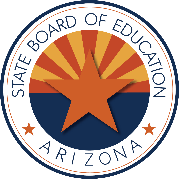 STATE BOARD OF EDUCATION
ARIZONA